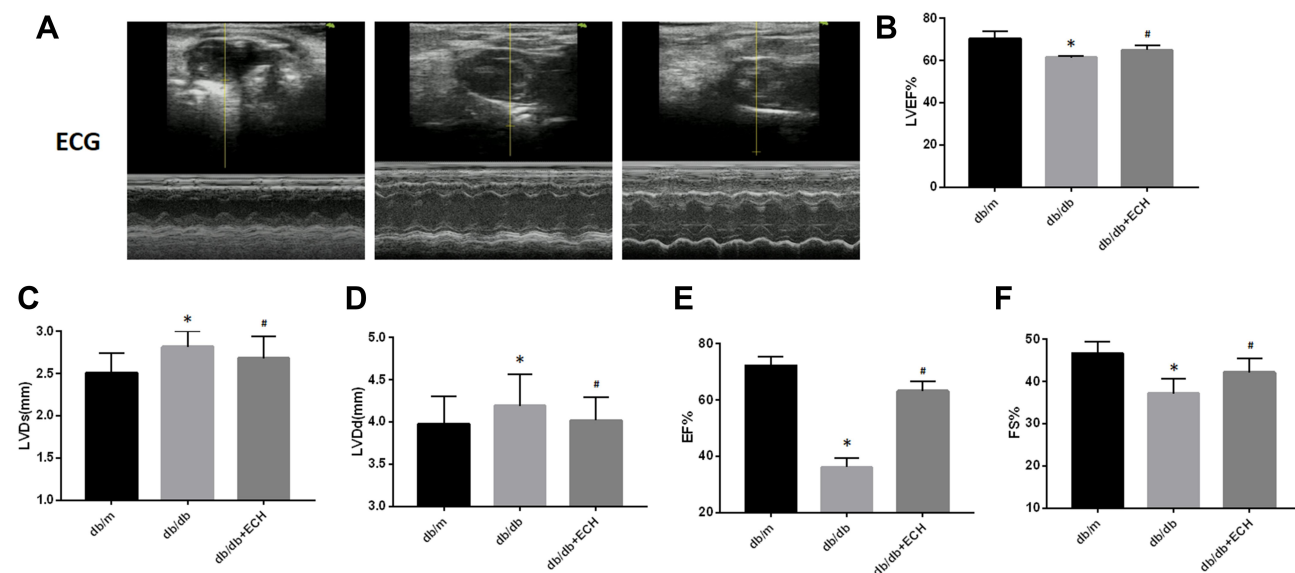 A
ECG
B
LVEF%
80
60
40
20
0
*
#
db/m
db/db
db/db+ECH
C
LVDs(mm)
3.0
2.5
2.0
1.5
1.0
*
#
db/m
db/db
db/db+ECH
D
LVDd(mm)
5.0
4.5
4.0
3.5
3.0
*
#
db/m
db/db
db/db+ECH
E
EF%
80
60
40
20
*
#
db/m
db/db
db/db+ECH
F
FS%
50
40
30
20
10
*
#
db/m
db/db
db/db+ECH